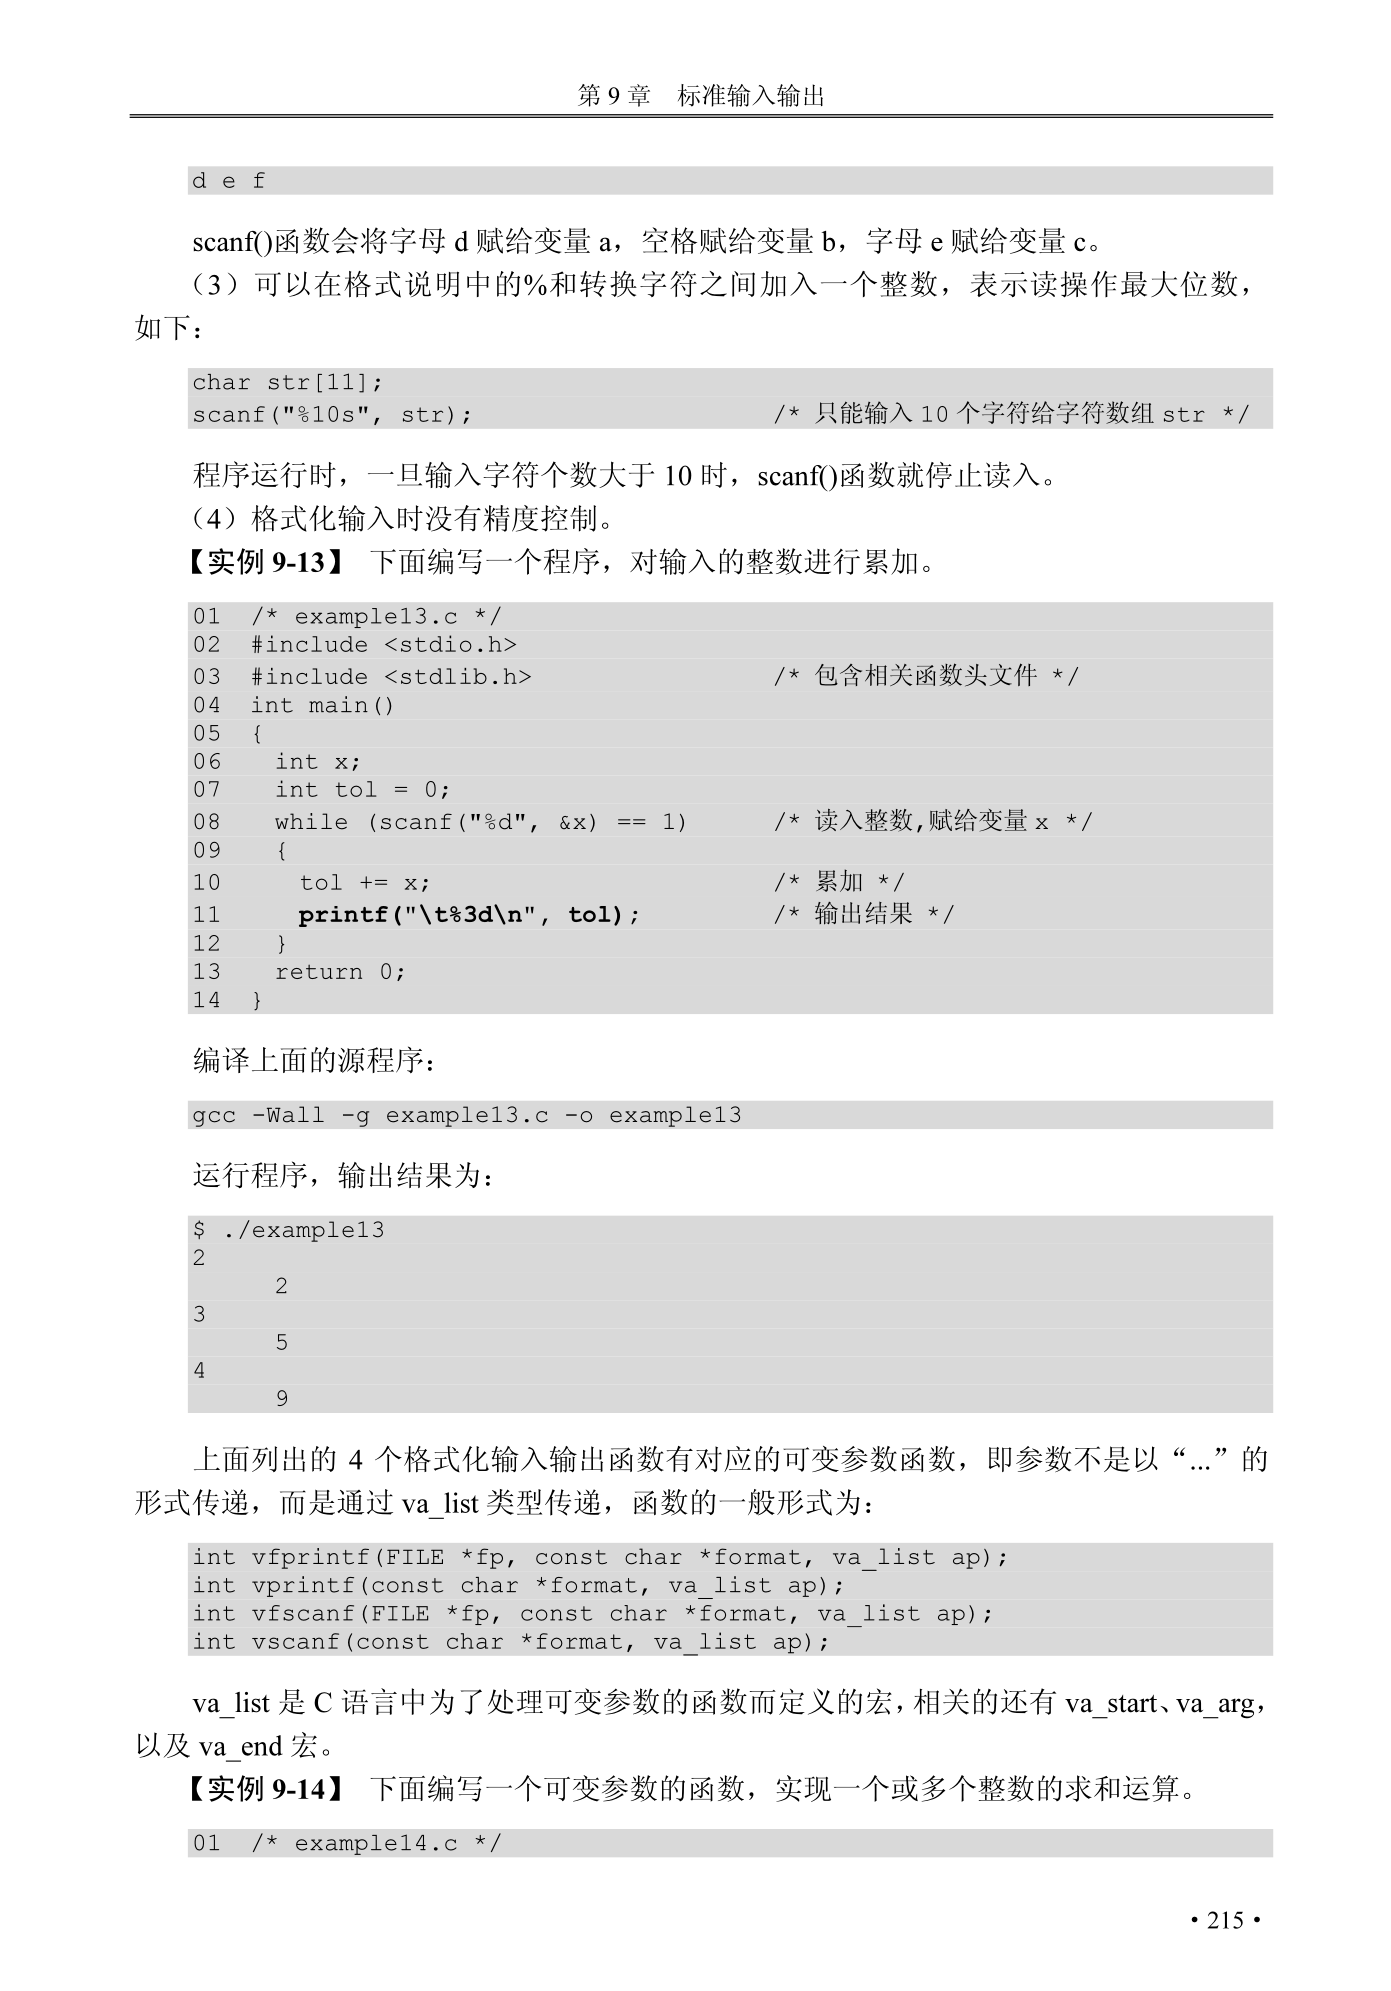 第 9 章　标准输入输出
d e f
scanf()函数会将字母 d 赋给变量 a，空格赋给变量 b，字母 e 赋给变量 c。
（3）可以在格式说明中的%和转换字符之间加入一个整数，表示读操作最大位数，
如下：
char str[11];
scanf("%10s", str); /* 只能输入 10 个字符给字符数组 str */
程序运行时，一旦输入字符个数大于 10 时，scanf()函数就停止读入。
（4）格式化输入时没有精度控制。
【实例 9-13】 下面编写一个程序，对输入的整数进行累加。
01 /* example13.c */
02 #include <stdio.h>
03 #include <stdlib.h> /* 包含相关函数头文件 */
04 int main()
05 {
06 int x;
07 int tol = 0;
08 while (scanf("%d", &x) == 1) /* 读入整数,赋给变量 x */
09 {
10 tol += x; /* 累加 */
11 printf("\t%3d\n", tol); /* 输出结果 */
12 }
13 return 0;
14 }
编译上面的源程序：
gcc -Wall -g example13.c -o example13
运行程序，输出结果为：
$ ./example13
2
2
3
5
4
9
上面列出的 4 个格式化输入输出函数有对应的可变参数函数，即参数不是以“...”的
形式传递，而是通过 va_list 类型传递，函数的一般形式为：
int vfprintf(FILE *fp, const char *format, va_list ap);
int vprintf(const char *format, va_list ap);
int vfscanf(FILE *fp, const char *format, va_list ap);
int vscanf(const char *format, va_list ap);
va_list 是 C 语言中为了处理可变参数的函数而定义的宏，相关的还有 va_start、va_arg，
以及 va_end 宏。
【实例 9-14】 下面编写一个可变参数的函数，实现一个或多个整数的求和运算。
01 /* example14.c */
·215·